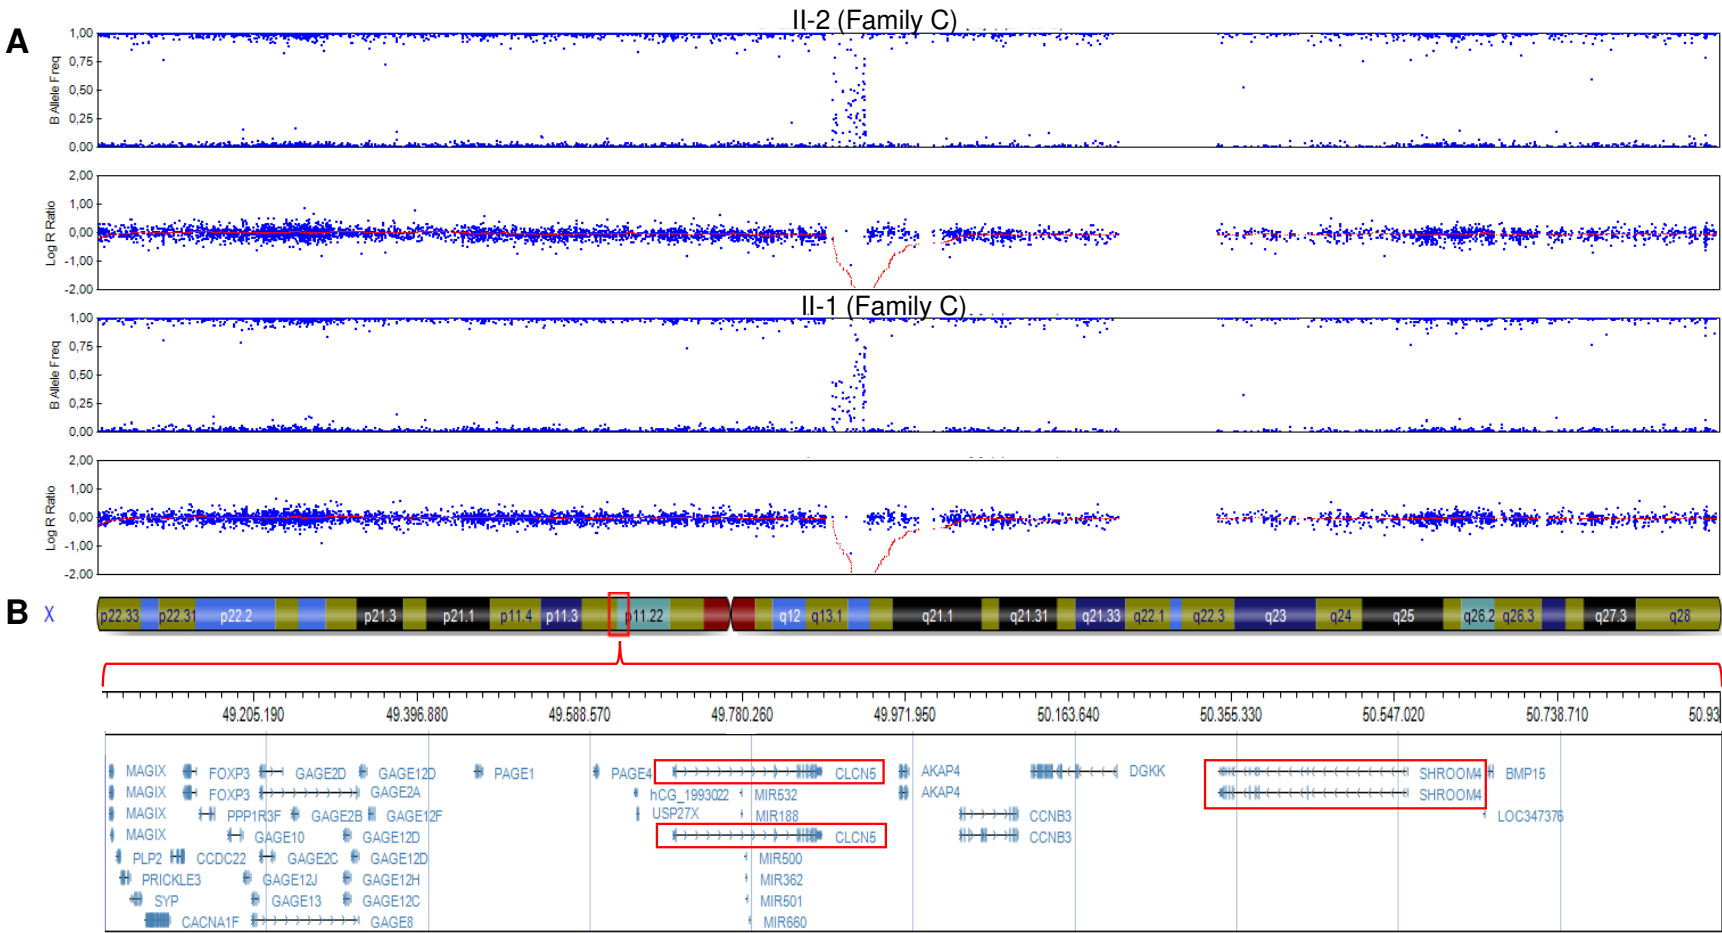 A
II-2 (Family C)
B Allele Freq
1,00
0,75
0,50
0,25
0,00
Log R Ratio
2,00
1,00
0,00
-1,00
-2,00
II-1 (Family C)
B Allele Freq
1,00
0,75
0,50
0,25
0,00
Log R Ratio
2,00
1,00
0,00
-1,00
-2,00
B X p22.33 p22.31 p22.2 p21.3 p21.1 p11.4 p11.3 p11.22 q12 q13.1 q21.1 q21.31 q21.33 q22.1 q22.3 q23 q24 q25 q26.2 q26.3 q27.3 q28
49.205.190 49.396.880 49.588.570 49.780.260 49.971.950 50.163.640 50.355.330 50.547.020 50.738.710 50.93
MAGIX FOXP3 GAGE2D GAGE12D PAGE1 PAGE4 CLCN5 AKAP4 DGKK SHROOM4 BMP15
MAGIX FOXP3 GAGE2A hCG_1993022 MIR532 AKAP4 SHROOM4
MAGIX PPP1R3F GAGE2B GAGE12F USP27X MIR188 CCNB3 LOC347376
MAGIX GAGE10 GAGE12D CLCN5 CCNB3
PLP2 CCDC22 GAGE2C GAGE12D MIR500
PRICKLE3 GAGE12J GAGE12H MIR362
SYP GAGE13 GAGE12C MIR501
CACNA1F GAGE8 MIR660